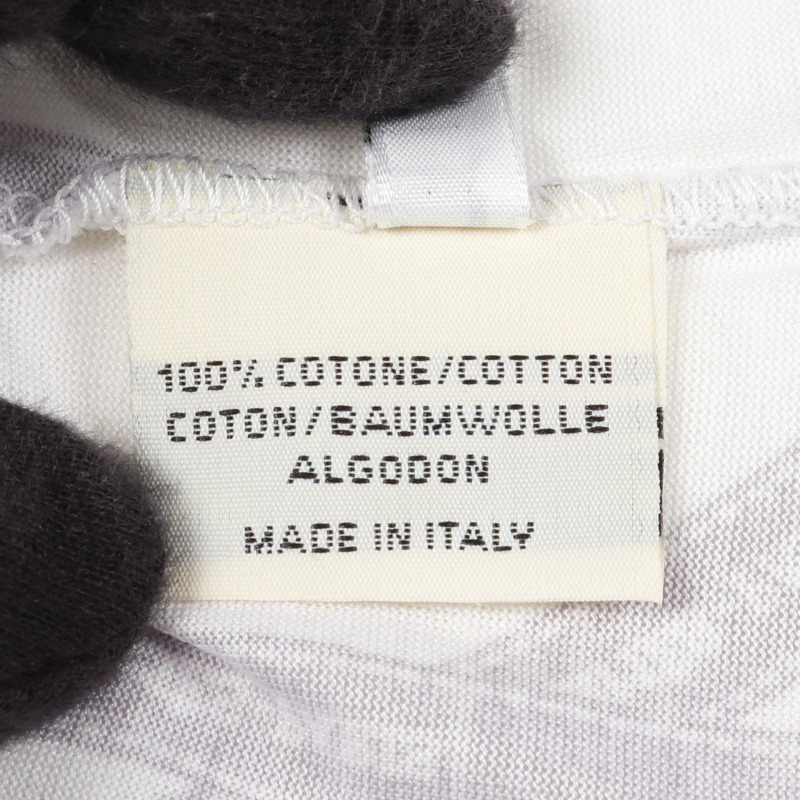 100% COTONE/COTTON
COTON/BAUMWOLLE
ALGODON
MADE IN ITALY